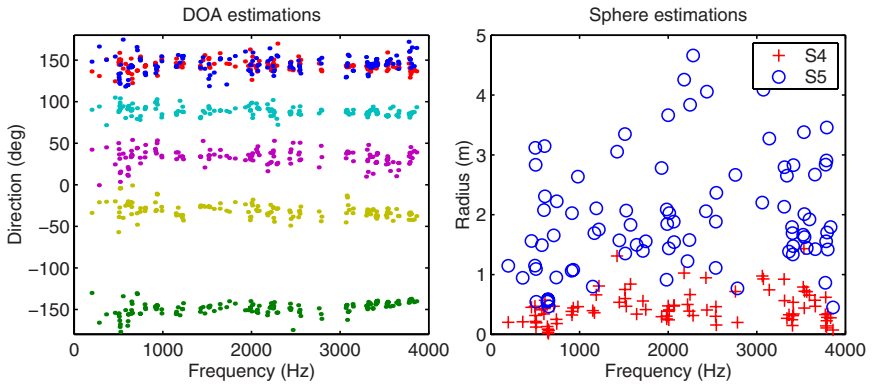 DOA estimations
Direction (deg)
150
100
50
0
−50
−100
−150
0
1000
2000
3000
4000
Frequency (Hz)
Sphere estimations
Radius (m)
5
4
3
2
1
0
0
1000
2000
3000
4000
Frequency (Hz)
S4
S5